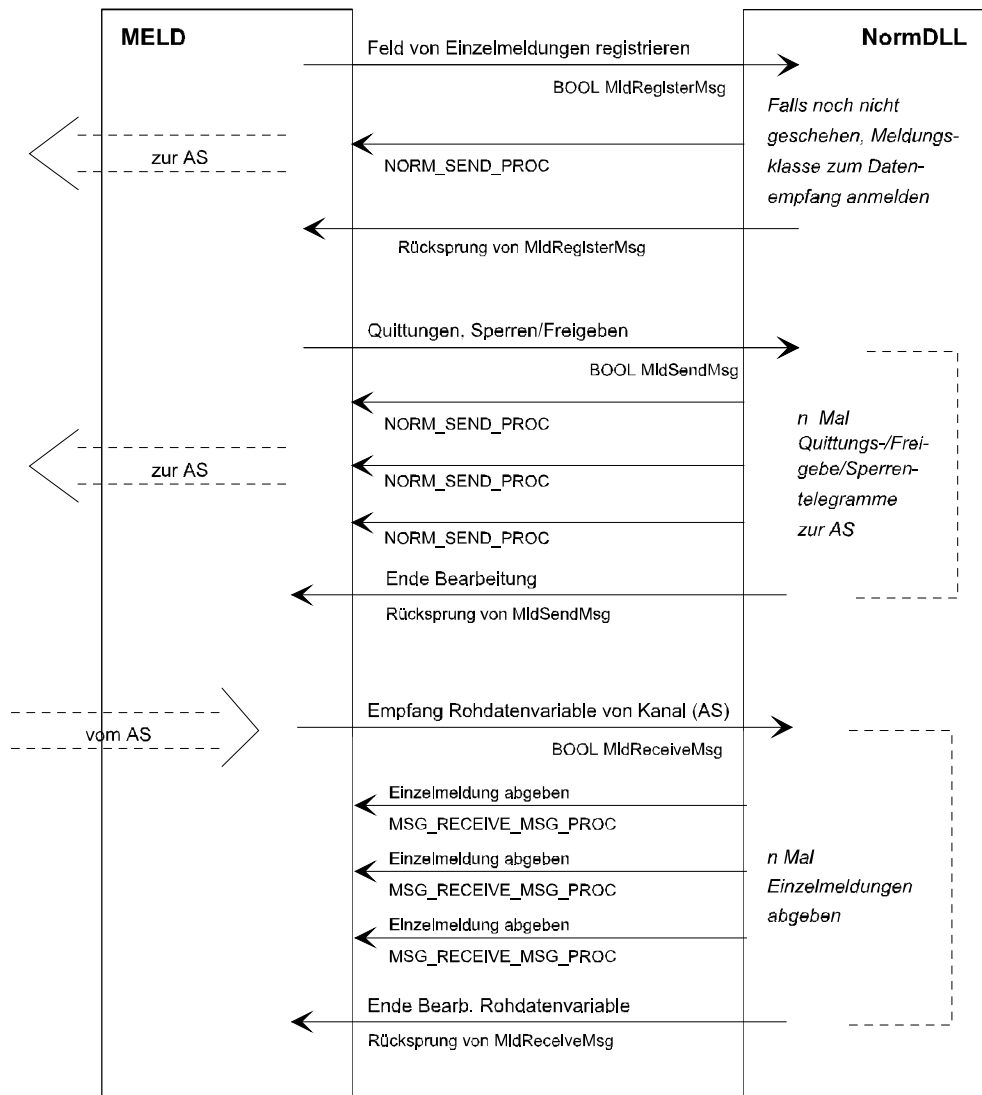 MELD
NormDLL
Feld von Einzelmeldungen registrieren
BOOL MldRegIsterMsg
Falls noch nicht
geschehen, Meldungs-
klasse zum Daten-
empfang anmelden
zur AS
NORM_SEND_PROC
Rücksprung von MldRegIsterMsg
Quittungen, Sperren/Freigeben
BOOL MldSendMsg
NORM_SEND_PROC
n Mal
Quittungs-/Frei-
gebe/Sperren-
telegramme
zur AS
zur AS
NORM_SEND_PROC
NORM_SEND_PROC
Ende Bearbeitung
Rücksprung von MldSendMsg
Empfang Rohdatenvariable von Kanal (AS)
vom AS
BOOL MldReceiveMsg
Einzelmeldung abgeben
MSG_RECEIVE_MSG_PROC
Einzelmeldung abgeben
MSG_RECEIVE_MSG_PROC
n Mal
Einzelmeldungen
abgeben
Einzelmeldung abgeben
MSG_RECEIVE_MSG_PROC
Ende Bearb. Rohdatenvariable
Rücksprung von MldReceIveMsg